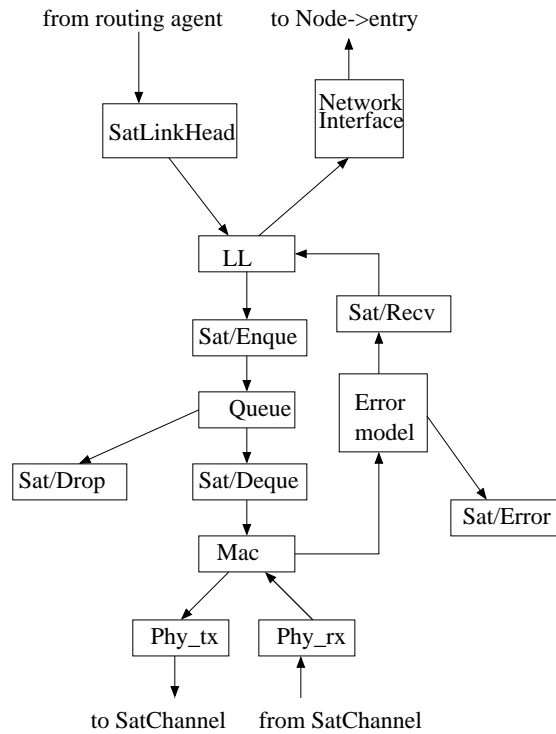 from routing agent
to Node->entry
SatLinkHead
Network
Interface
LL
Sat/Recv
Sat/Enque
Queue
Error
model
Sat/Drop
Sat/Deque
Sat/Error
Mac
Phy_tx
Phy_rx
to SatChannel
from SatChannel